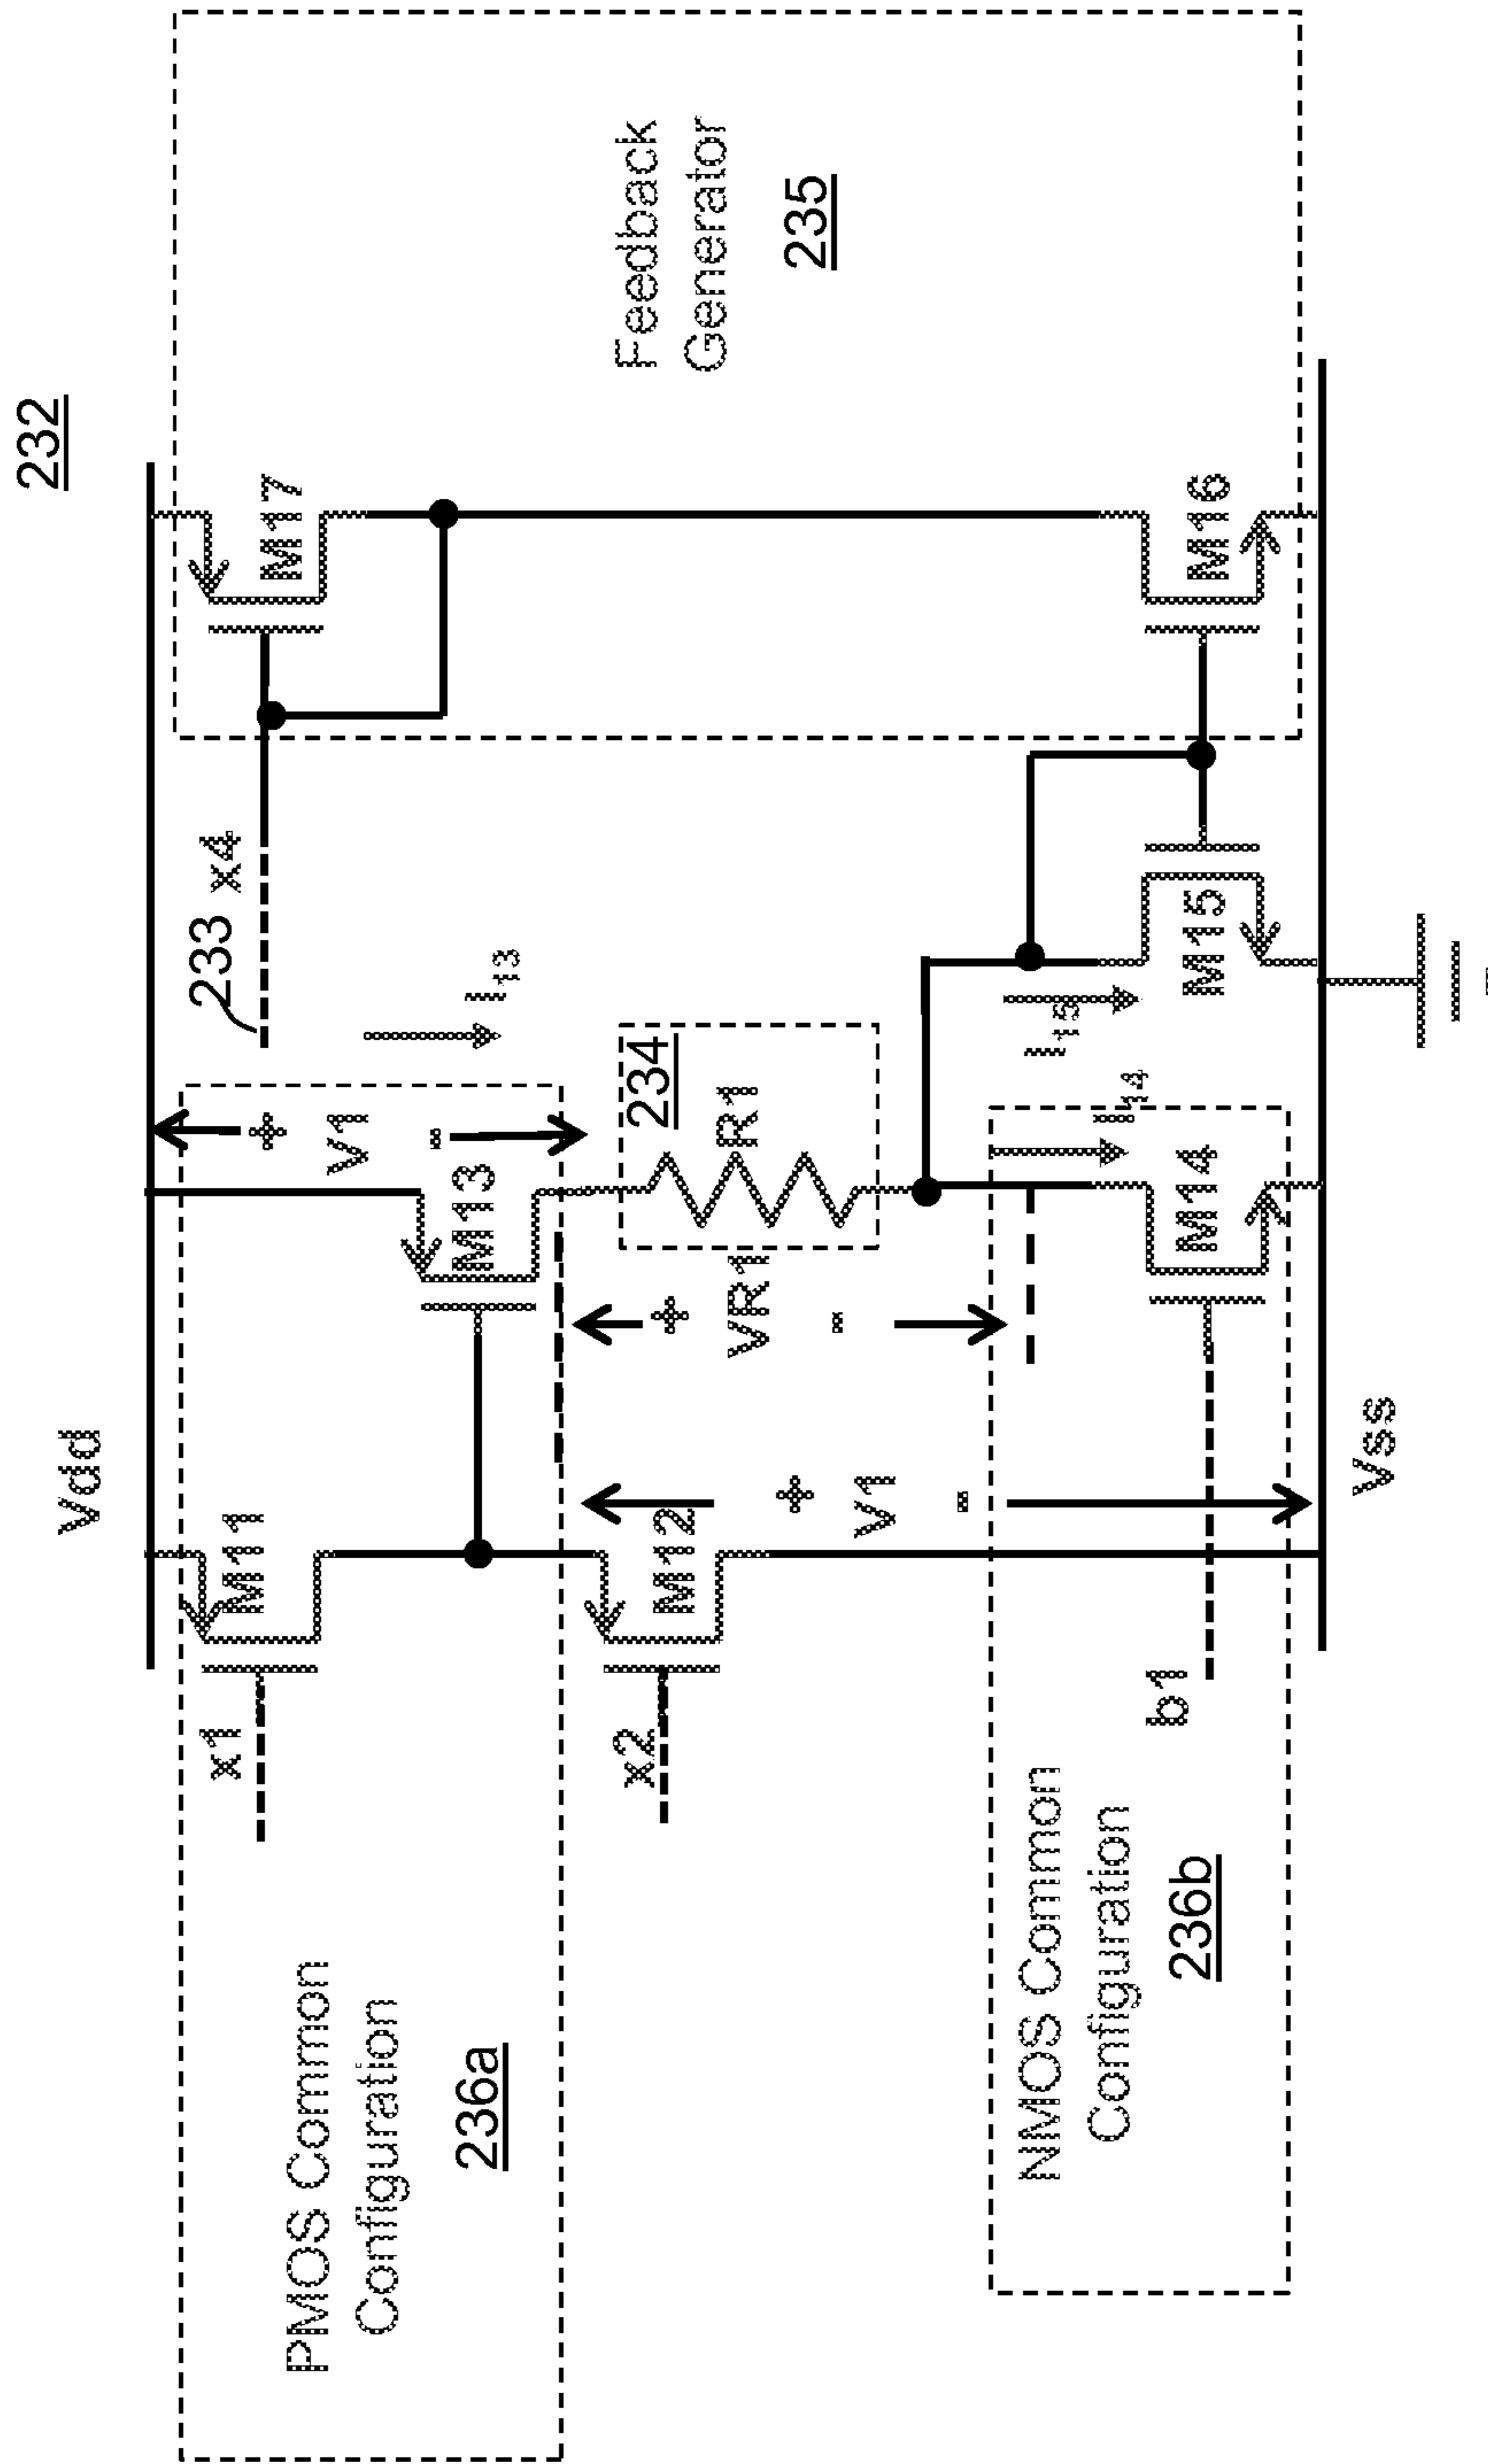 232
Vdd
x1
M11
M13
+
V1
-
I13
233
x4
M17
PMOS Common
Configuration
236a
x2
M12
+
VR1
-
234
R1
Feedback
Generator
235
+
V1
-
NMOS Common
Configuration
236b
b1
M14
I14
I15
M15
M16
Vss